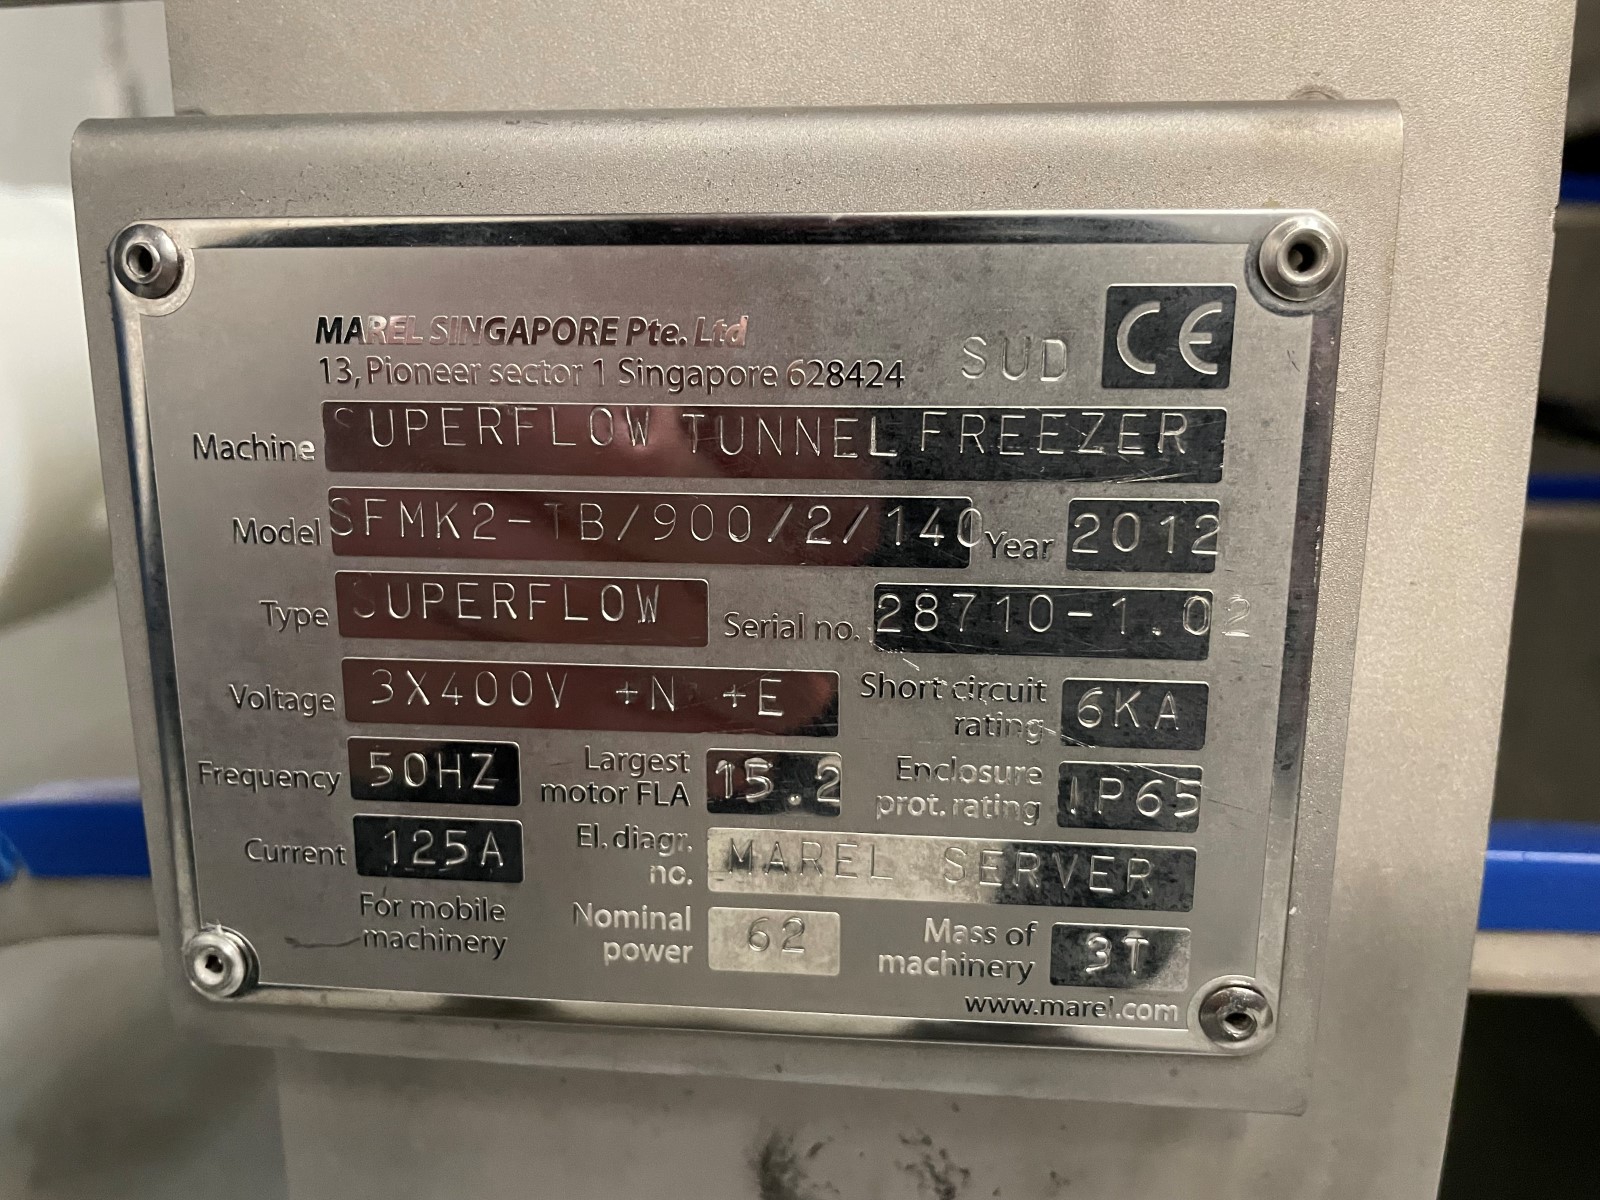 MAREL SINGAPORE Pte. Ltd
13, Pioneer sector 1 Singapore 628424 SUD CE
Machine SUPERFLOW TUNNEL FREEZER
Model SFMK2-TB/900/2/140 Year 2012
Type SUPERFLOW Serial no. 28710-1.02
Voltage 3X400V +N +E Short circuit rating 6KA
Frequency 50HZ Largest motor FLA 15.2 Enclosure prot. rating IP65
Current 125A El. diagr. no. MAREL SERVER
For mobile machinery Nominal power 62 Mass of machinery 3T
www.marel.com